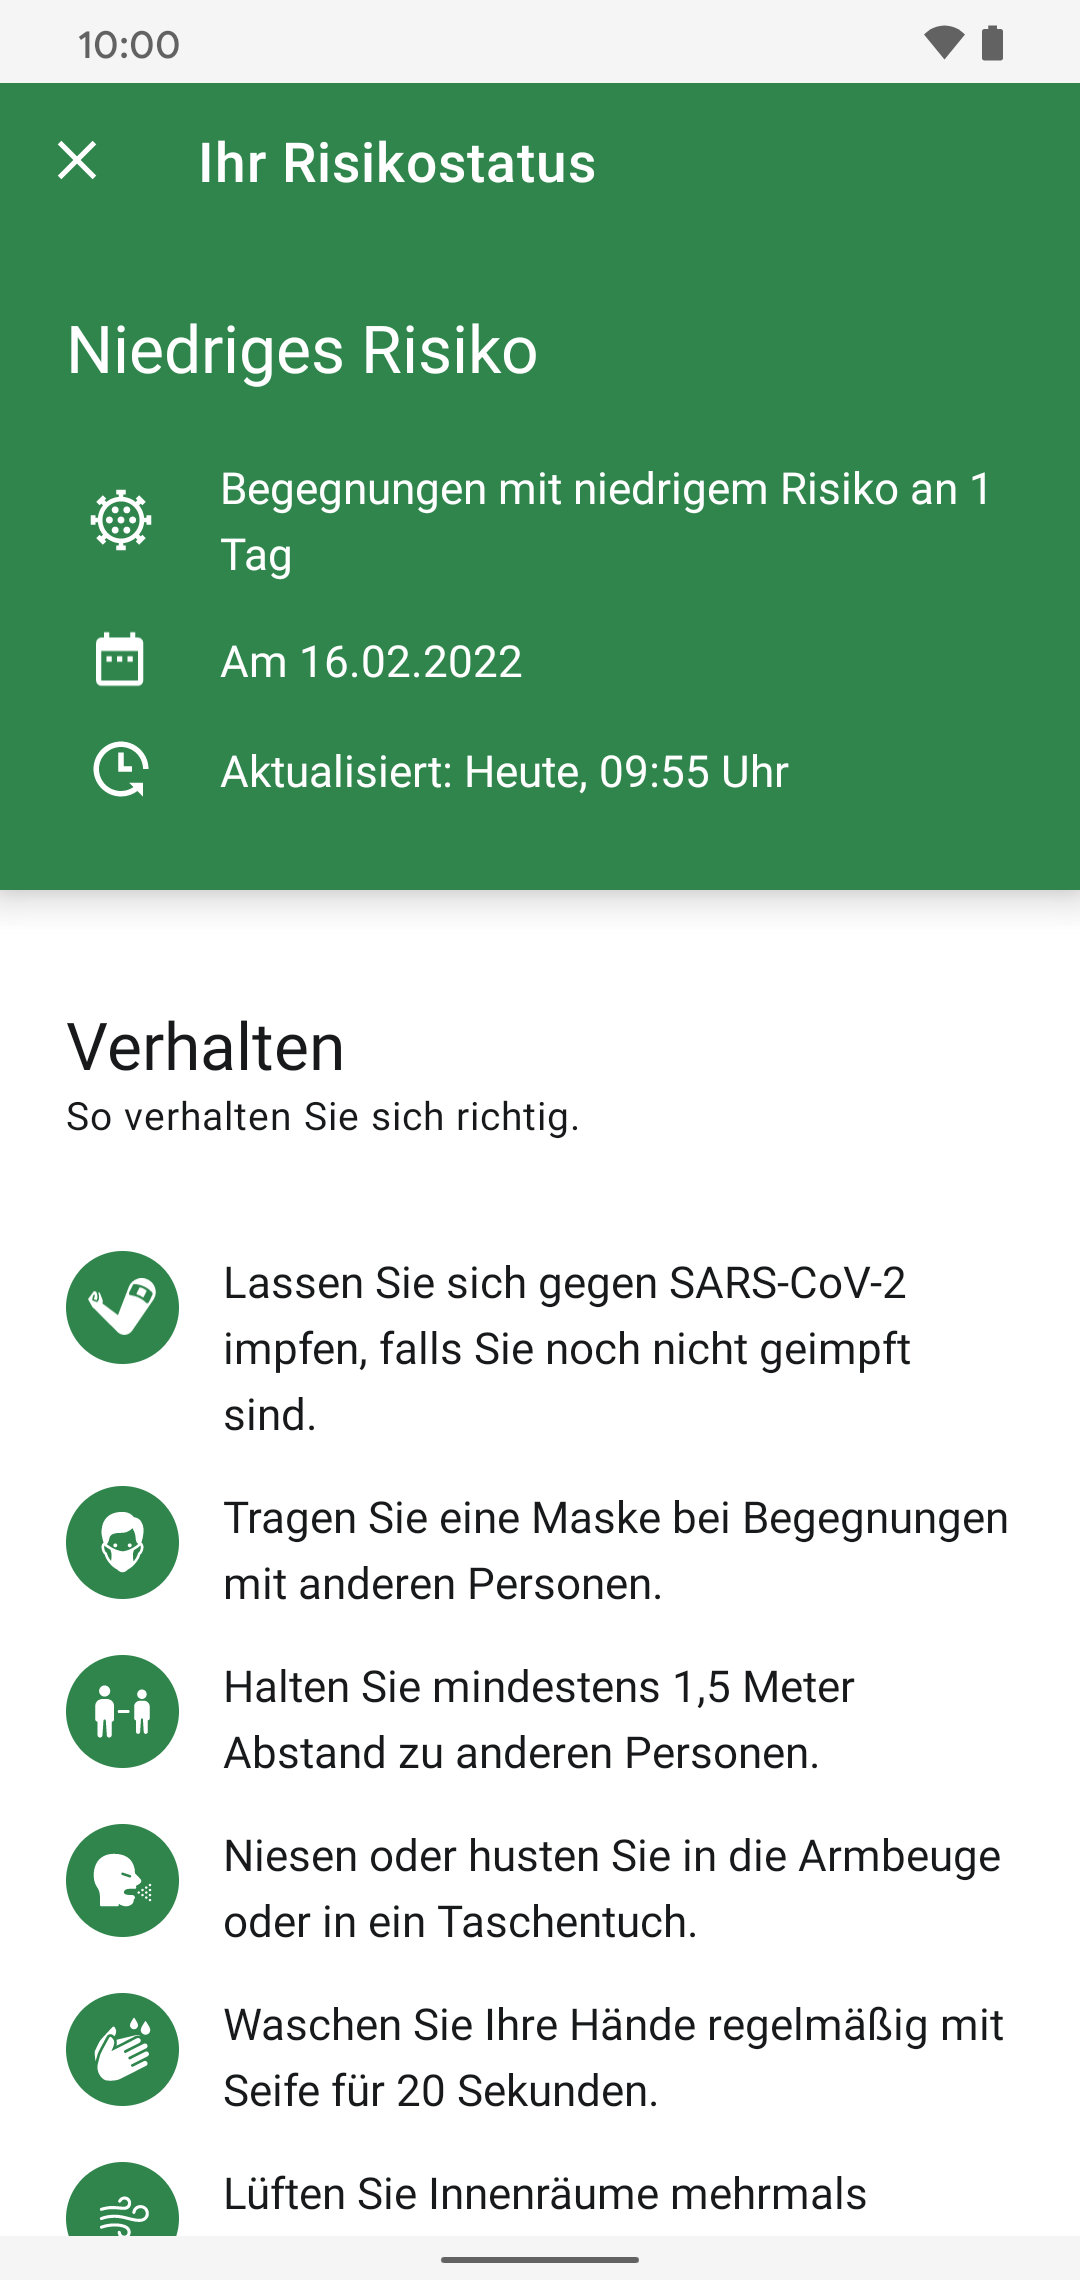 10:00
Ihr Risikostatus
Niedriges Risiko
Begegnungen mit niedrigem Risiko an 1
Tag
Am 16.02.2022
Aktualisiert: Heute, 09:55 Uhr
Verhalten
So verhalten Sie sich richtig.
Lassen Sie sich gegen SARS-CoV-2
impfen, falls Sie noch nicht geimpft
sind.
Tragen Sie eine Maske bei Begegnungen
mit anderen Personen.
Halten Sie mindestens 1,5 Meter
Abstand zu anderen Personen.
Niesen oder husten Sie in die Armbeuge
oder in ein Taschentuch.
Waschen Sie Ihre Hände regelmäßig mit
Seife für 20 Sekunden.
Lüften Sie Innenräume mehrmals